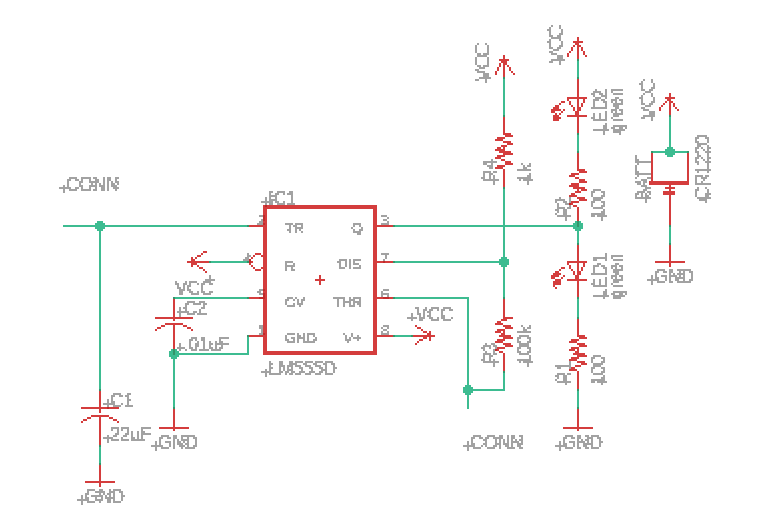 VCC
VCC
VCC
LED2
green
R4
1k
R2
100
BATT
CR1220
CONN
IC1
2
TR
Q
3
4
R
DIS
7
VCC
5
CV
THR
6
C2
.01uF
1
GND
V+
8
VCC
LED1
green
GND
R3
100k
R1
100
LM555D
C1
22uF
GND
CONN
GND
GND